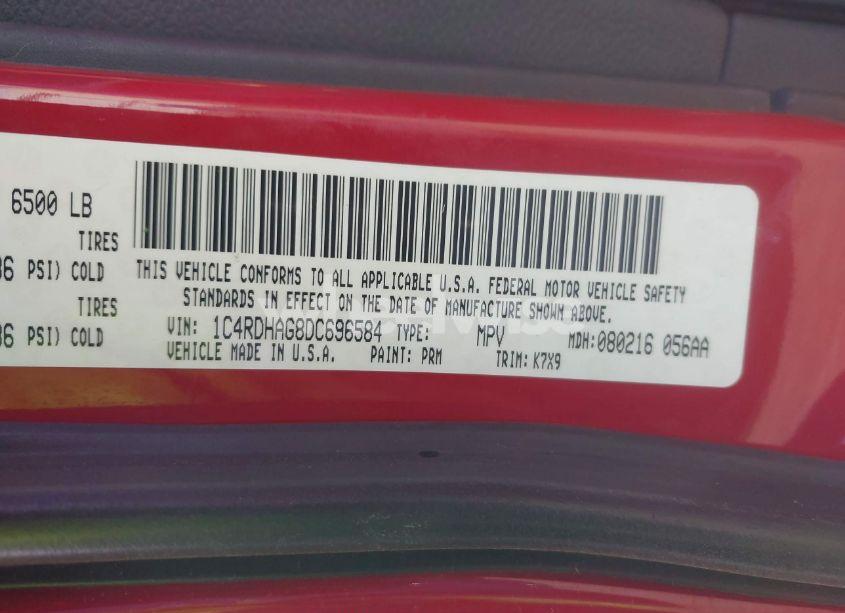 6500 LB
TIRES
36 PSI) COLD
TIRES
36 PSI) COLD
THIS VEHICLE CONFORMS TO ALL APPLICABLE U.S.A. FEDERAL MOTOR VEHICLE SAFETY
STANDARDS IN EFFECT ON THE DATE OF MANUFACTURE SHOWN ABOVE.
VIN: 1C4RDHAG8DC696584 TYPE: MPV MDH:080216 056AA
VEHICLE MADE IN U.S.A. PAINT: PRM TRIM: K7X9